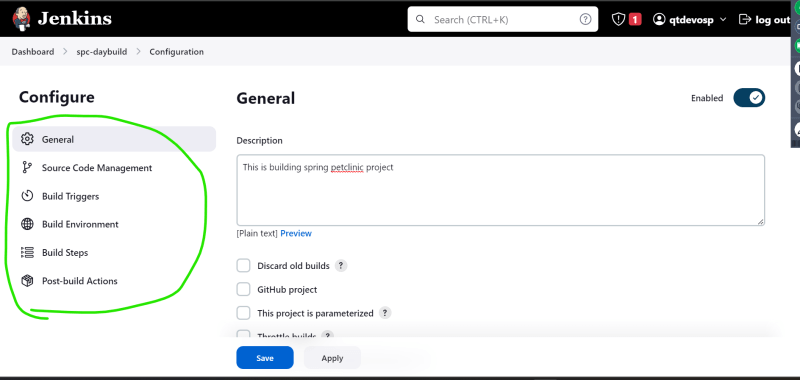 Jenkins
Search (CTRL+K)
?
1
qtdevosp
log out
Dashboard > spc-daybuild > Configuration
Configure
General
Source Code Management
Build Triggers
Build Environment
Build Steps
Post-build Actions
General
Enabled
Description
This is building spring petclinic project
[Plain text] Preview
Discard old builds ?
GitHub project
This project is parameterized ?
Throttle builds ?
Save
Apply